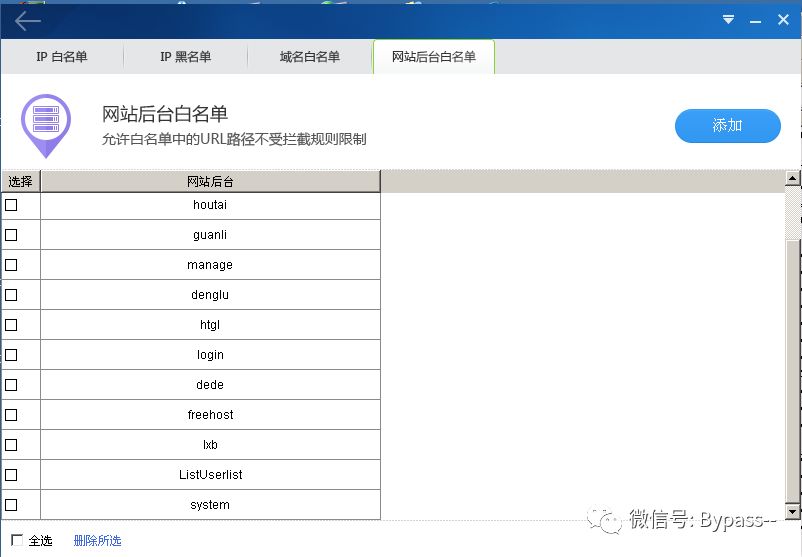 IP 白名单 IP 黑名单 域名白名单 网站后台白名单
网站后台白名单
允许白名单中的URL路径不受拦截规则限制
添加
选择 网站后台
houtai
guanli
manage
denglu
htgl
login
dede
freehost
lxb
ListUserlist
system
微信号: Bypass--
全选 删除所选